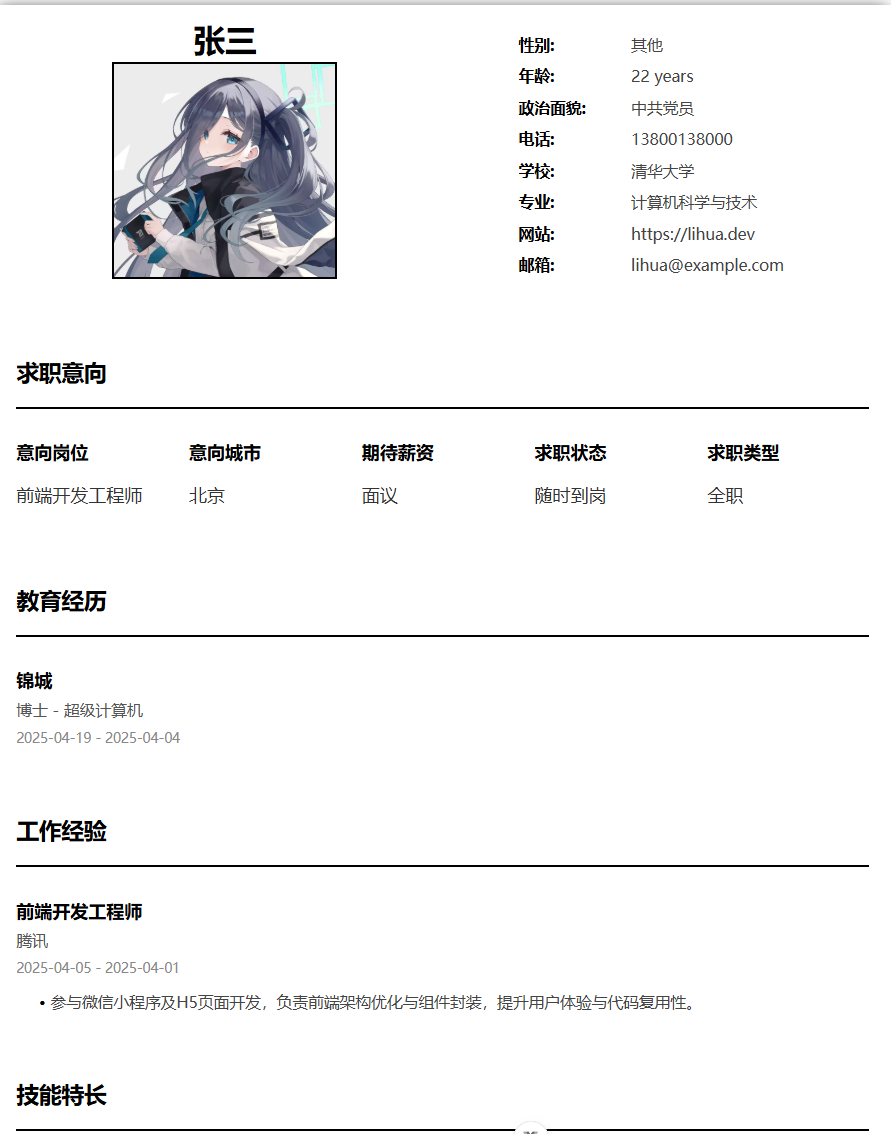 张三
性别: 其他
年龄: 22 years
政治面貌: 中共党员
电话: 13800138000
学校: 清华大学
专业: 计算机科学与技术
网站: https://lihua.dev
邮箱: lihua@example.com
求职意向
意向岗位 意向城市 期待薪资 求职状态 求职类型
前端开发工程师 北京 面议 随时到岗 全职
教育经历
锦城
博士 - 超级计算机
2025-04-19 - 2025-04-04
工作经验
前端开发工程师
腾讯
2025-04-05 - 2025-04-01
• 参与微信小程序及H5页面开发，负责前端架构优化与组件封装，提升用户体验与代码复用性。
技能特长